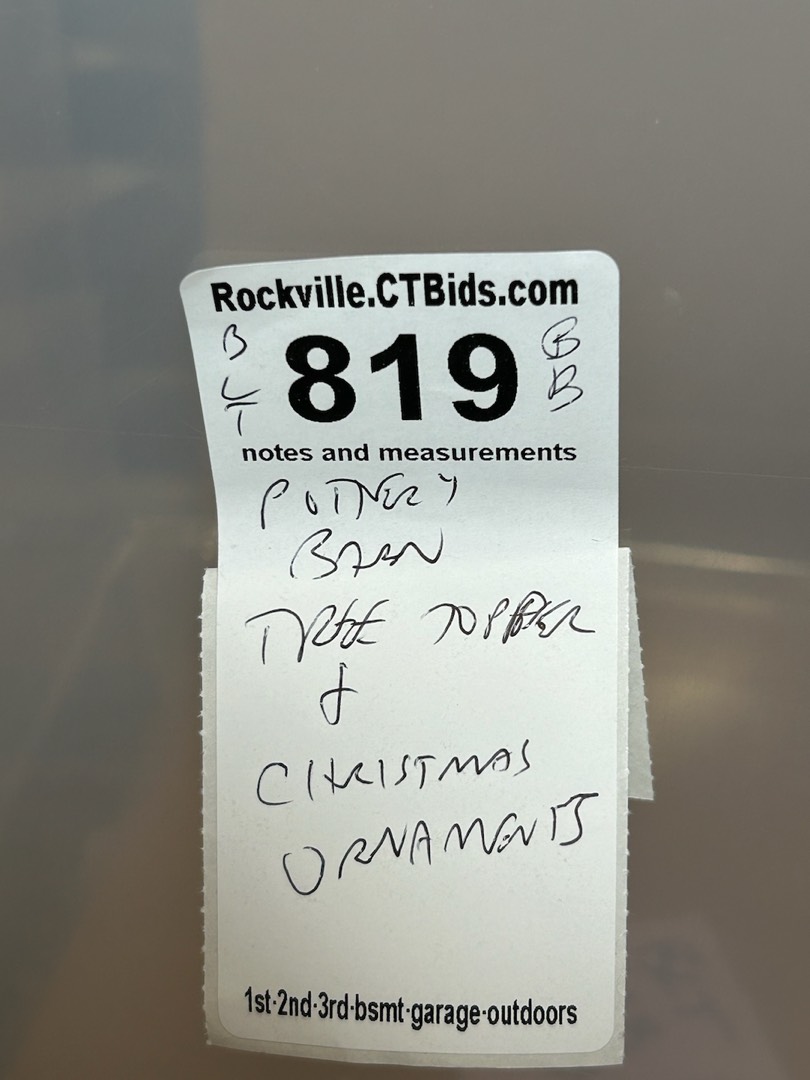 Rockville.CTBids.com
B L T 819 B B
notes and measurements
POTTERY
BARN
TREE TOPPER
&
CHRISTMAS
ORNAMENTS
1st-2nd-3rd-bsmt-garage-outdoors